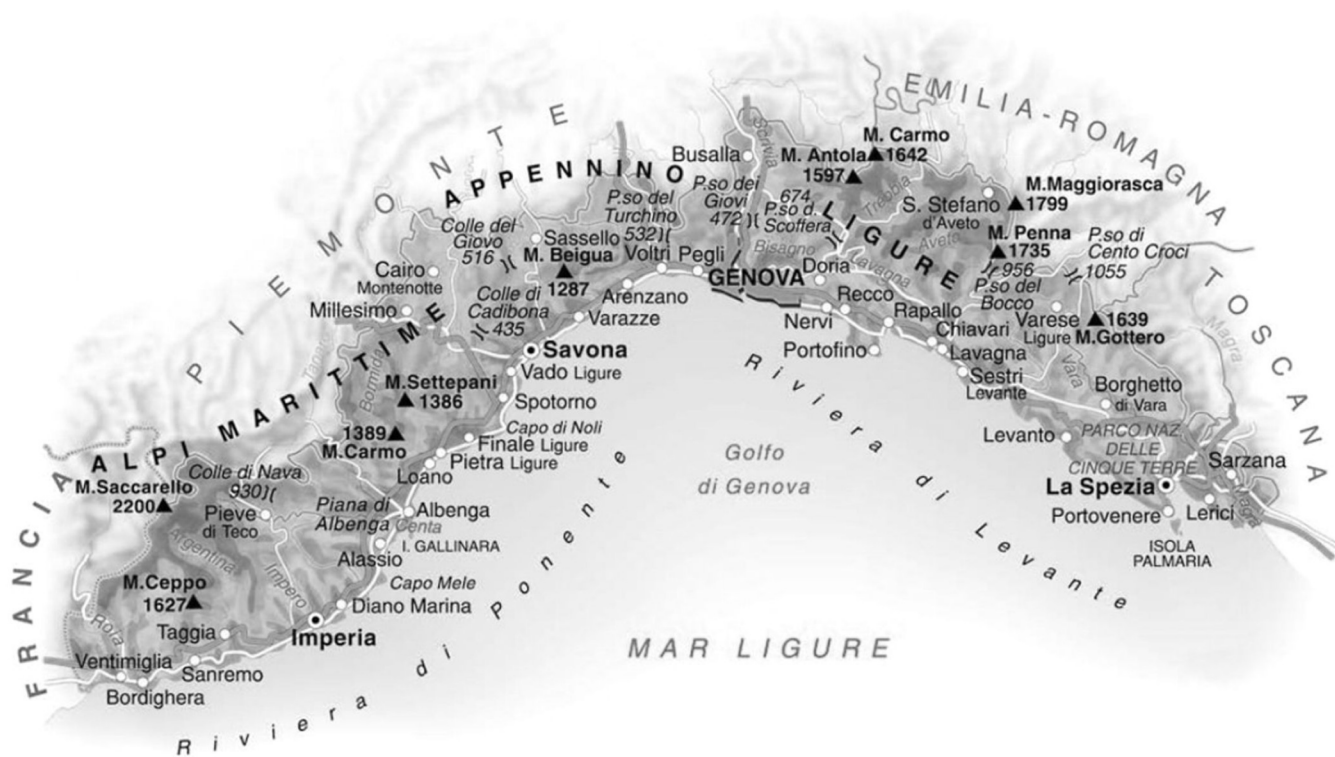 EMILIA-ROMAGNA
PIEMONTE
TOSCANA
FRANCIA
APPENNINO
LIGURE
ALPI MARITTIME
Busalla
Scrivia
M. Carmo
1642
M. Antola
1597
Trebbia
M.Maggiorasca
1799
S. Stefano
d'Aveto
Aveto
M. Penna
1735
P.so di
Cento Croci
1055
956
P.so del
Bocco
P.so dei
Giovi
472
674
P.so d.
Scoffera
Bisagno
Lavagna
P.so del
Turchino
532
Colle del
Giovo
516
Sassello
M. Beigua
1287
Voltri
Pegli
GENOVA
Doria
Cairo
Montenotte
Millesimo
Colle di
Cadibona
435
Arenzano
Varazze
Recco
Nervi
Rapallo
Portofino
Chiavari
Lavagna
Sestri
Levante
Varese
Ligure
1639
M.Gottero
Vara
Magra
Savona
Vado Ligure
Tanaro
Bormida
M.Settepani
1386
Spotorno
1389
M.Carmo
Capo di Noli
Finale Ligure
Pietra Ligure
Loano
Borghetto
di Vara
Levanto
PARCO NAZ
DELLE
CINQUE TERRE
Sarzana
La Spezia
Portovenere
Lerici
Magra
ISOLA
PALMARIA
Golfo
di Genova
Riviera di Levante
M.Saccarello
2200
Colle di Nava
930
Pieve
di Teco
Piana di
Albenga
Albenga
Centa
I. GALLINARA
Alassio
Argentina
Impero
Capo Mele
M.Ceppo
1627
Diano Marina
Taggia
Imperia
Roia
Ventimiglia
Sanremo
Bordighera
MAR LIGURE
Riviera di Ponente